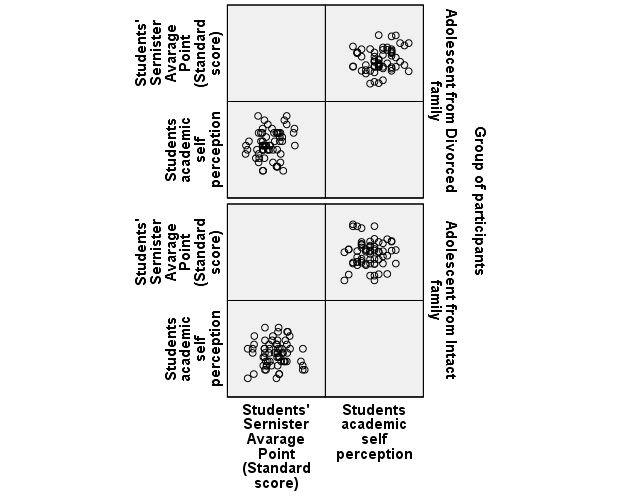 Students'
Sernister
Avarage
Point
(Standard
score)
Students
academic
self
perception
Adolescent from Divorced
family
Students'
Sernister
Avarage
Point
(Standard
score)
Students
academic
self
perception
Adolescent from Intact
family
Group of participants
Students'
Sernister
Avarage
Point
(Standard
score)
Students
academic
self
perception